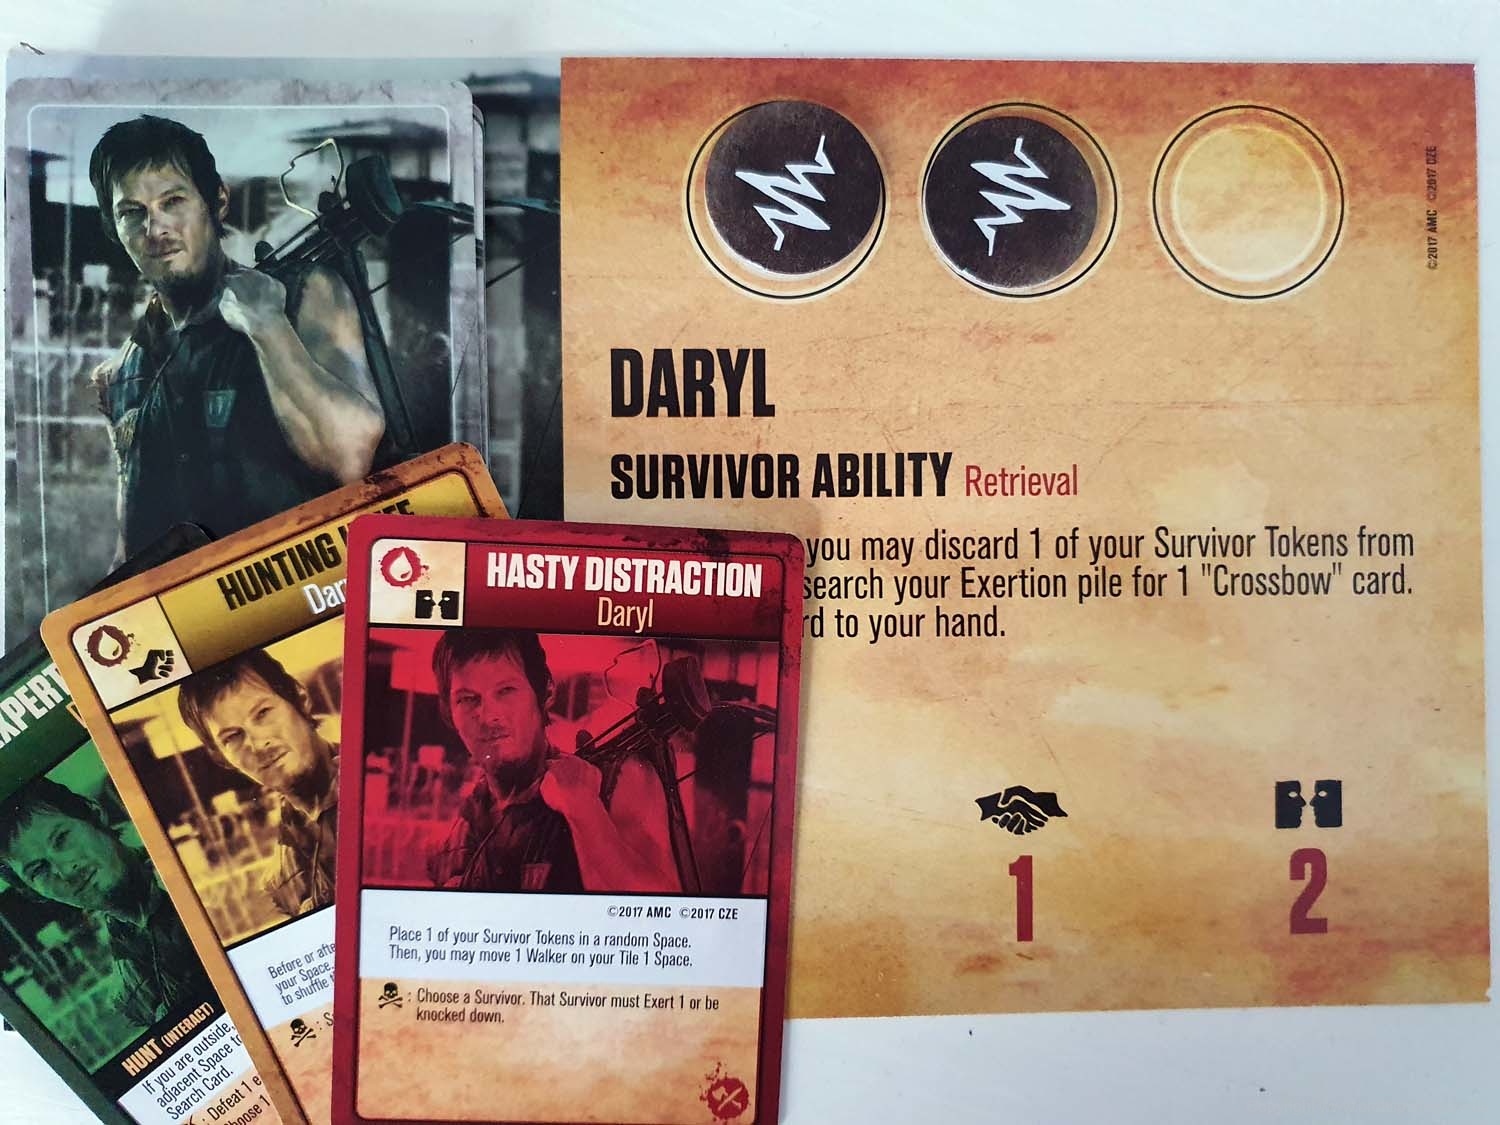 ©2017 AMC ©2017 CZE
DARYL
SURVIVOR ABILITY Retrieval
you may discard 1 of your Survivor Tokens from
search your Exertion pile for 1 "Crossbow" card.
to your hand.
1
2
HASTY DISTRACTION
Daryl
©2017 AMC ©2017 CZE
Place 1 of your Survivor Tokens in a random Space.
Then, you may move 1 Walker on your Tile 1 Space.
: Choose a Survivor. That Survivor must Exert 1 or be
knocked down.
HUNTING
Before or
your Space.
to shuffle
HUNT (INTERACT)
If you are outside,
adjacent Space to
Search Card.
: Defeat 1